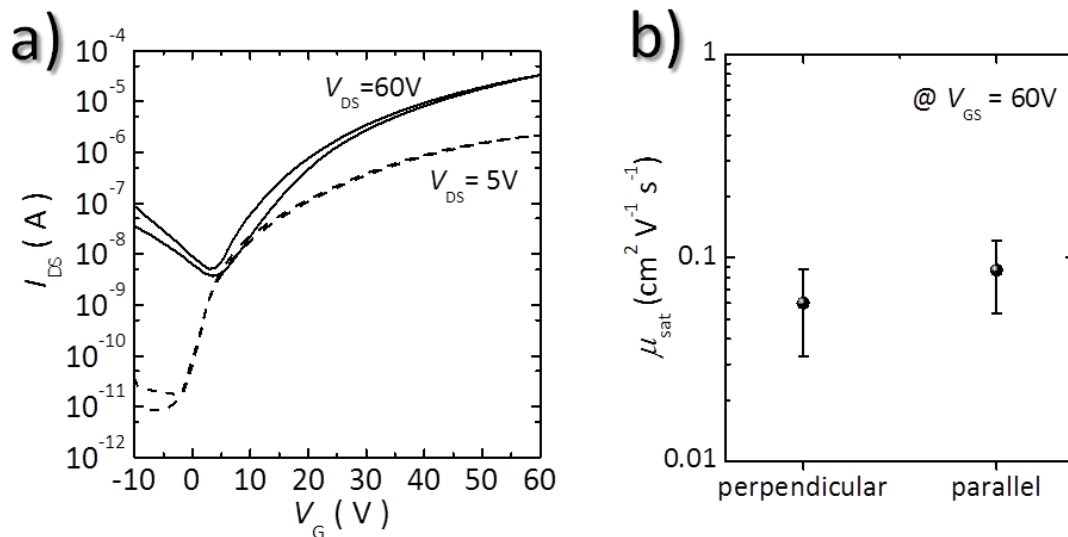 a)
10⁻⁴
10⁻⁵
10⁻⁶
10⁻⁷
10⁻⁸
10⁻⁹
10⁻¹⁰
10⁻¹¹
10⁻¹²
I_DS ( A )
V_DS=60V
V_DS= 5V
-10 0 10 20 30 40 50 60
V_G ( V )
b)
1
0.1
0.01
μ_sat (cm² V⁻¹ s⁻¹)
@ V_GS = 60V
perpendicular parallel